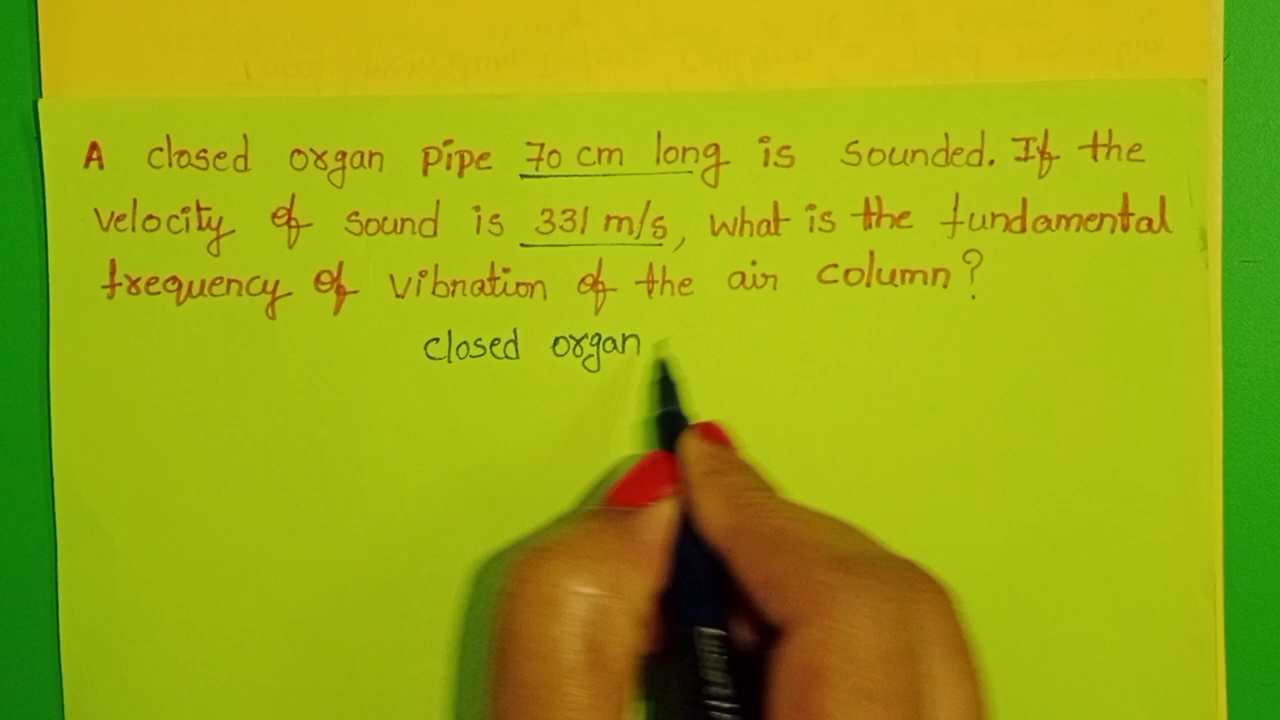 A closed organ pipe 70 cm long is sounded. If the
velocity of sound is 331 m/s, what is the fundamental
frequency of vibration of the air column?
closed organ